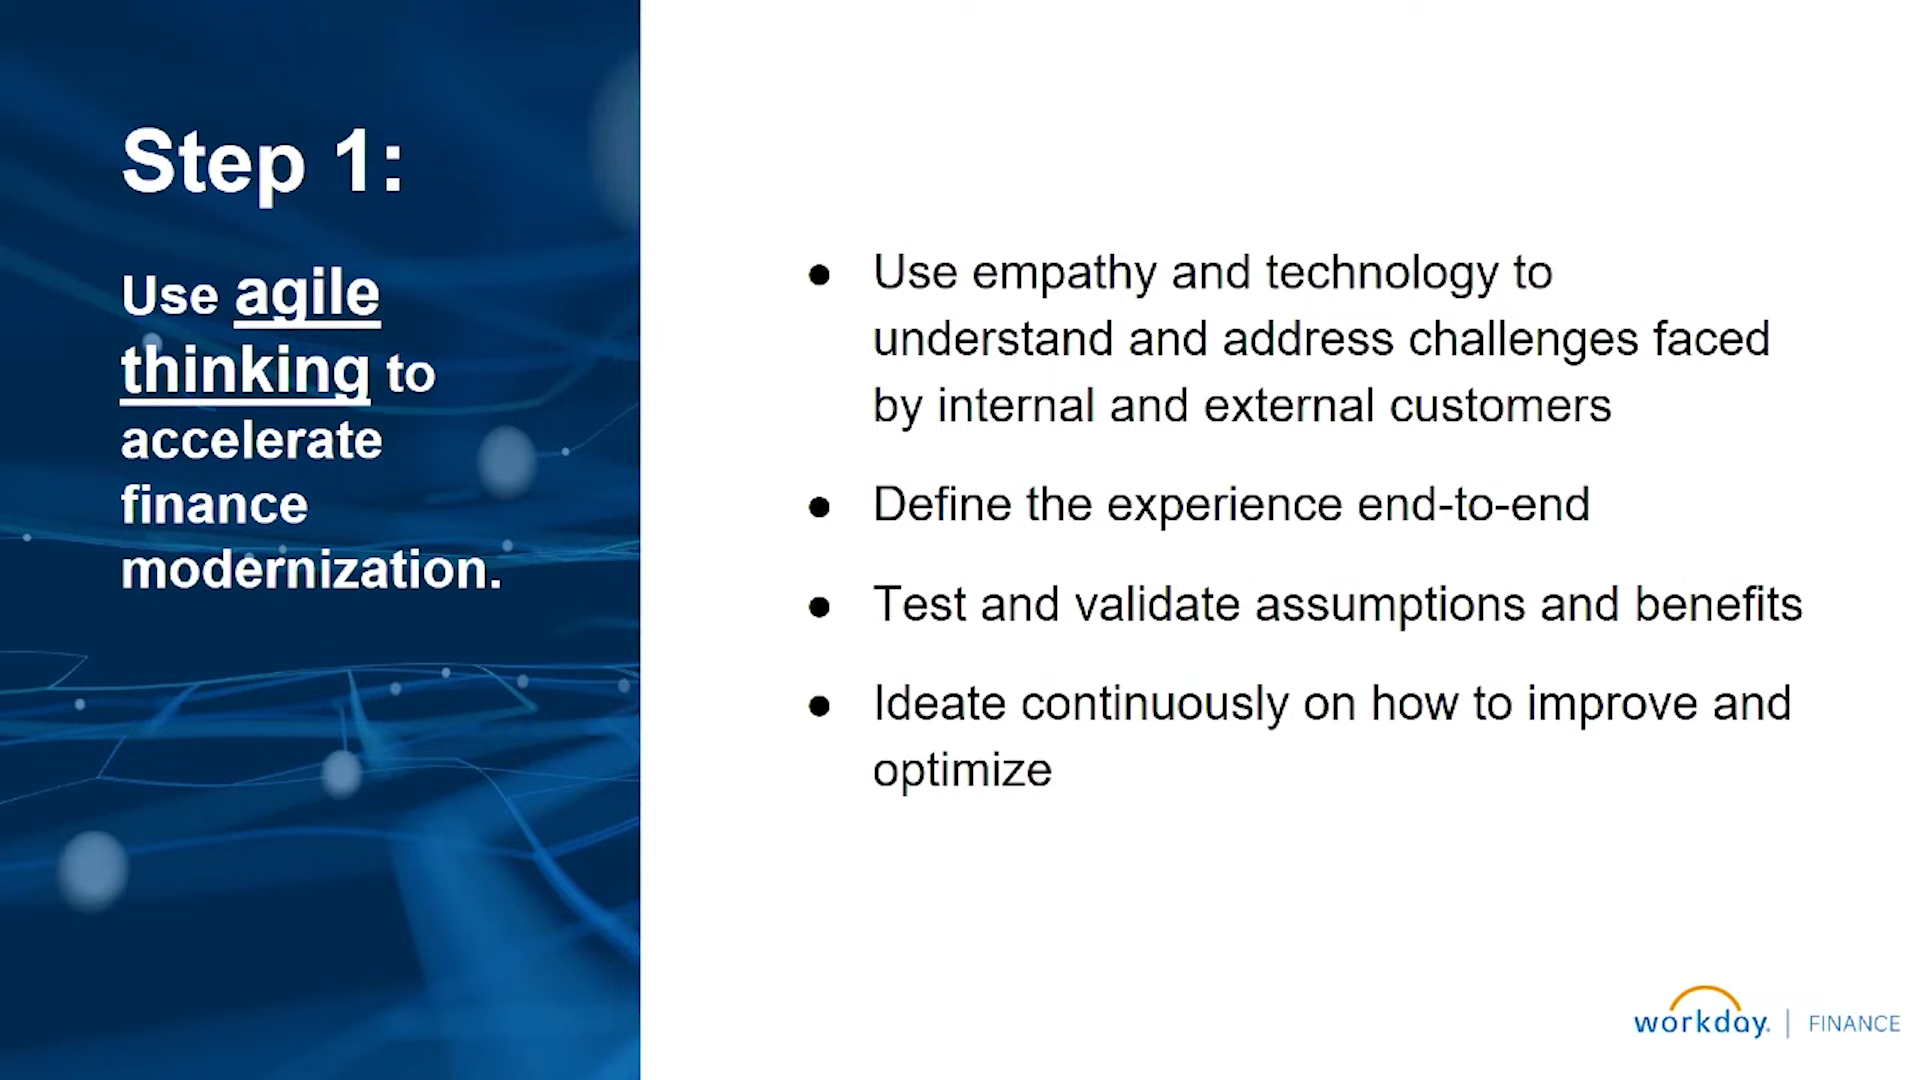 Step 1:
Use agile
thinking to
accelerate
finance
modernization.
● Use empathy and technology to
understand and address challenges faced
by internal and external customers
● Define the experience end-to-end
● Test and validate assumptions and benefits
● Ideate continuously on how to improve and
optimize
workday. | FINANCE